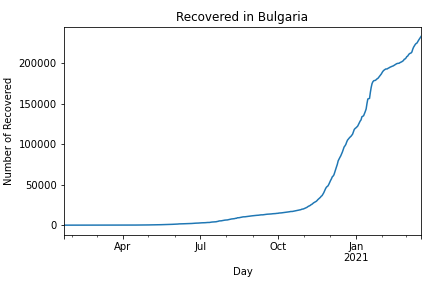 Recovered in Bulgaria
Number of Recovered
200000
150000
100000
50000
0
Apr
Jul
Oct
Jan
2021
Day